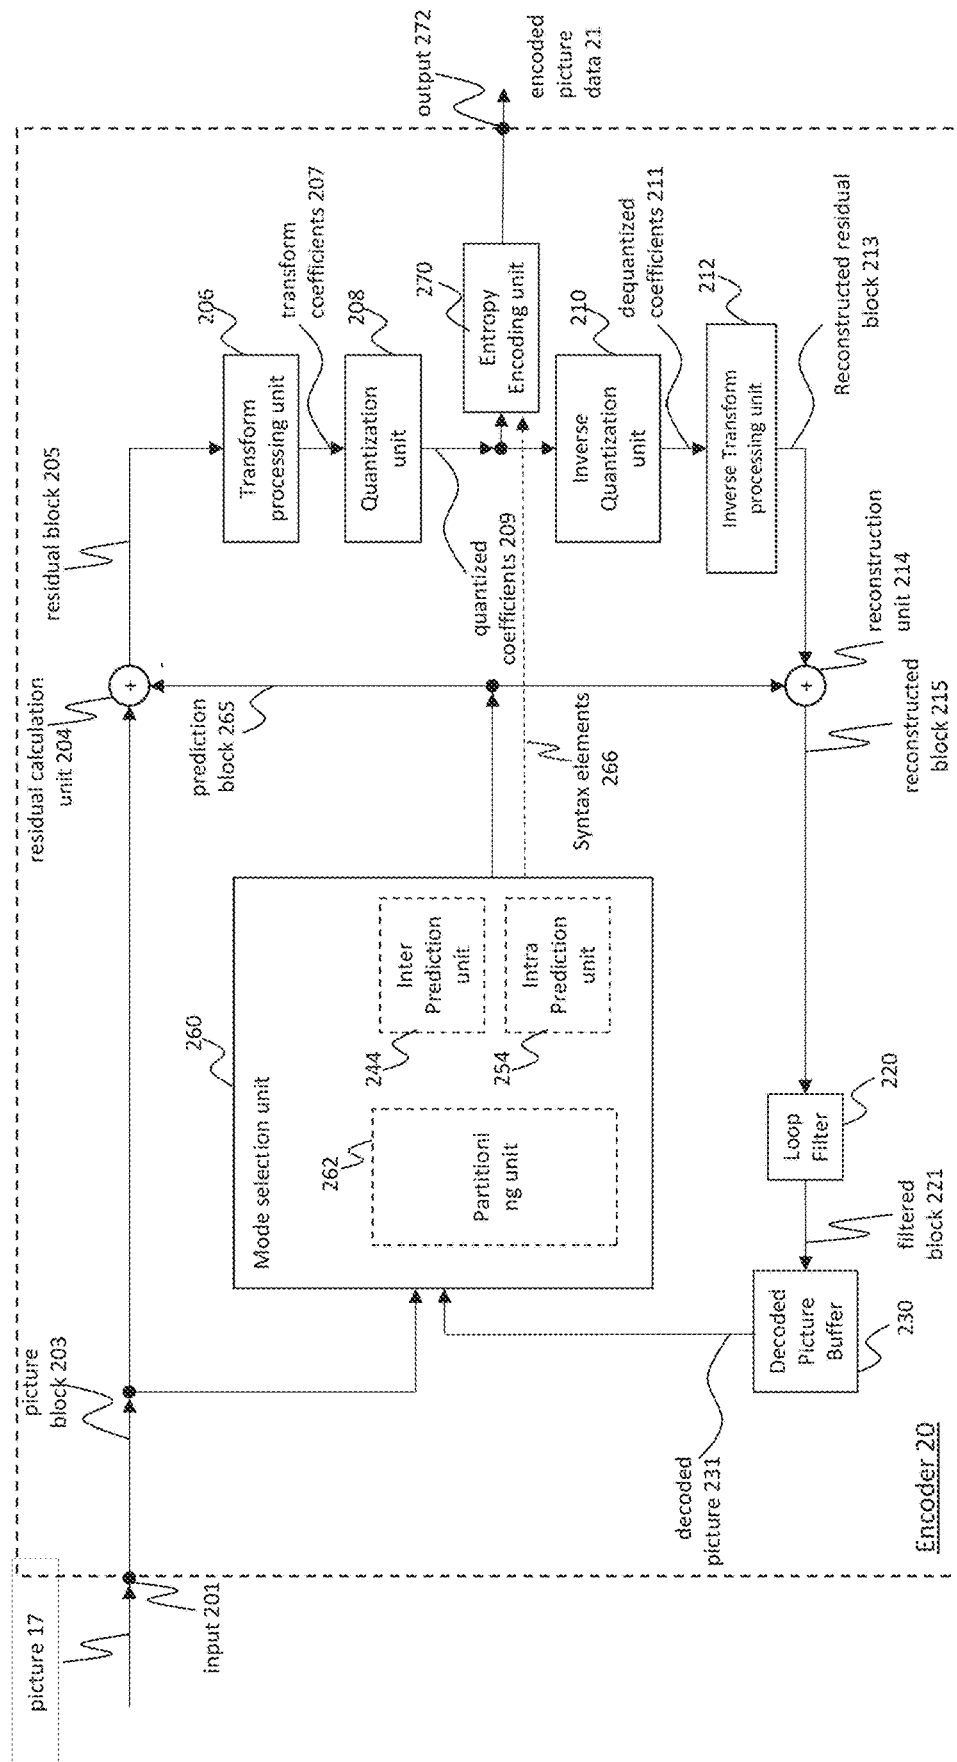 picture 17
input 201
picture
block 203
residual calculation
unit 204
residual block 205
206
Transform
processing unit
transform
coefficients 207
208
Quantization
unit
quantized
coefficients 209
270
Entropy
Encoding unit
output 272
encoded
picture
data 21
210
Inverse
Quantization
unit
dequantized
coefficients 211
212
Inverse Transform
processing unit
Reconstructed residual
block 213
reconstruction
unit 214
reconstructed
block 215
+
+
prediction
block 265
Syntax elements
266
260
Mode selection unit
262
Partitioni
ng unit
244
Inter
Prediction
unit
254
Intra
Prediction
unit
220
Loop
Filter
filtered
block 221
Decoded
Picture
Buffer
230
decoded
picture 231
Encoder 20